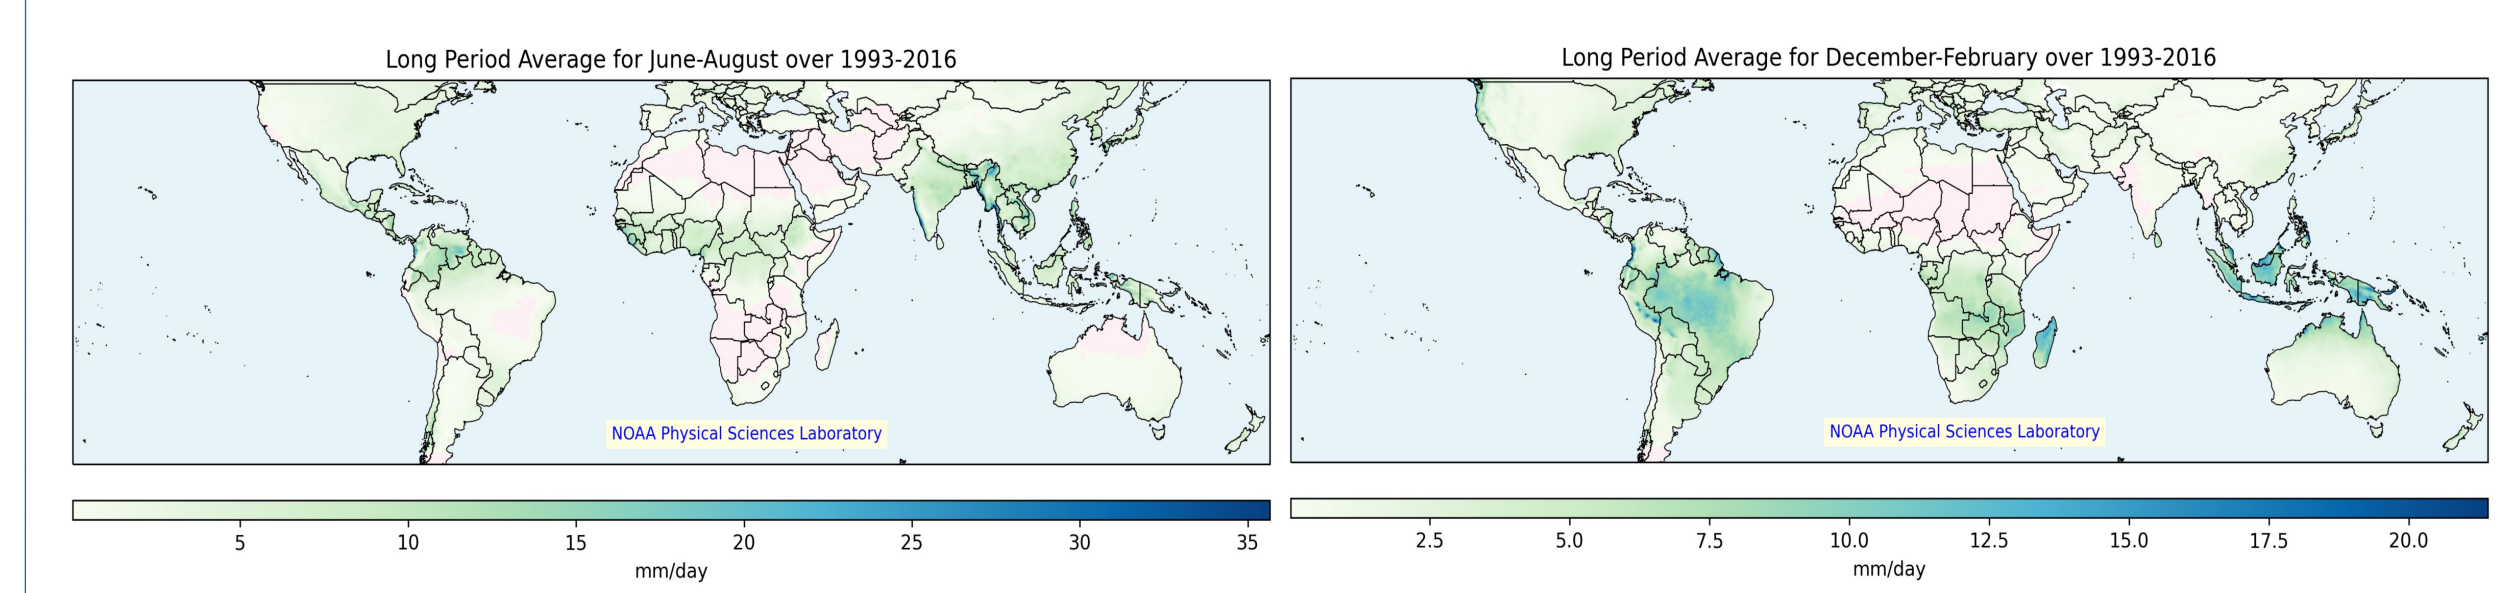 Long Period Average for June-August over 1993-2016
NOAA Physical Sciences Laboratory
5 10 15 20 25 30 35
mm/day
Long Period Average for December-February over 1993-2016
NOAA Physical Sciences Laboratory
2.5 5.0 7.5 10.0 12.5 15.0 17.5 20.0
mm/day